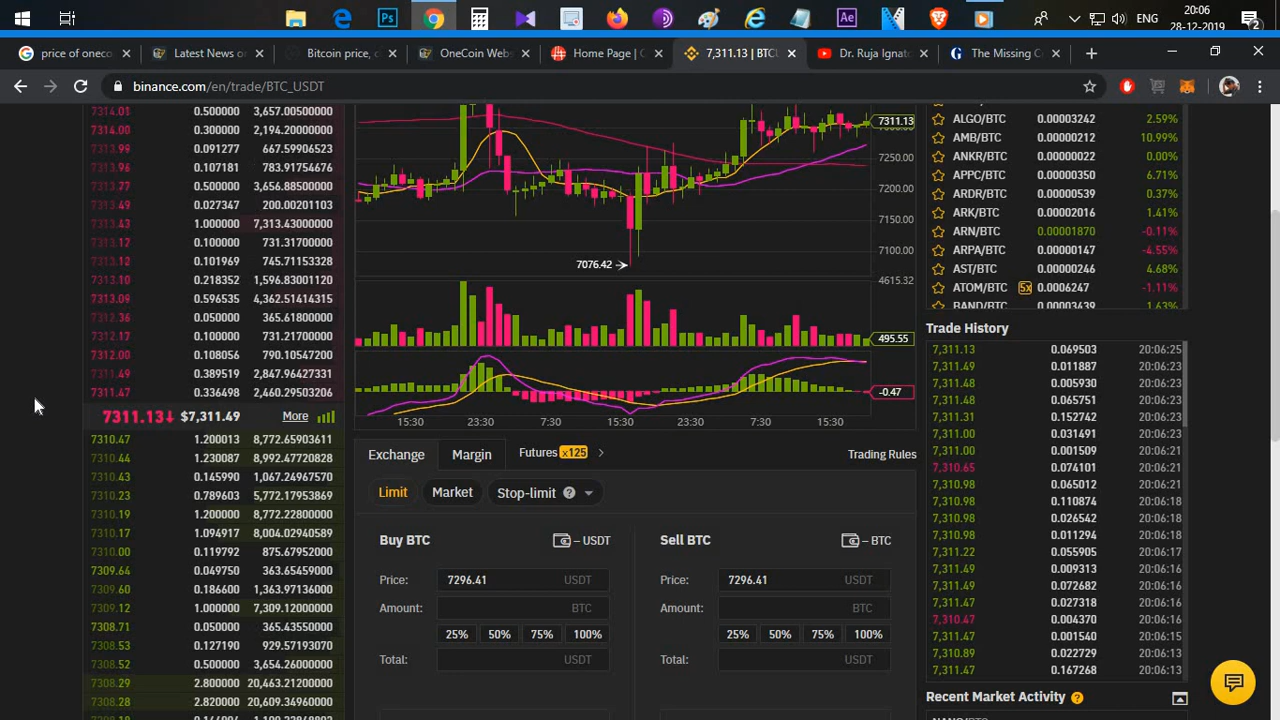 Ps
Ae
ENG
20:06
28-12-2019
2
price of oneco
Latest News on
Bitcoin price, c
OneCoin Webs
Home Page | C
7,311.13 | BTCU
Dr. Ruja Ignato
The Missing Co
binance.com/en/trade/BTC_USDT
7314.01 0.500000 3,657.00500000
7314.00 0.300000 2,194.20000000
7313.99 0.091277 667.59906523
7313.96 0.107181 783.91754676
7313.77 0.500000 3,656.88500000
7313.48 0.027347 200.00201103
7313.43 1.000000 7,313.43000000
7313.17 0.100000 731.31700000
7313.12 0.101969 745.71153328
7313.10 0.218352 1,596.83001120
7313.09 0.596535 4,362.51414315
7312.36 0.050000 365.61800000
7312.17 0.100000 731.21700000
7312.00 0.108056 790.10547200
7311.49 0.389519 2,847.96427331
7311.47 0.336498 2,460.29503206
7311.13↓ $7,311.49 More
7310.47 1.200013 8,772.65903611
7310.44 1.230087 8,992.47720828
7310.43 0.145990 1,067.24967570
7310.23 0.789603 5,772.17953869
7310.19 1.200000 8,772.22800000
7310.17 1.094917 8,004.02940589
7310.00 0.119792 875.67952000
7309.64 0.049750 363.65459000
7309.60 0.186600 1,363.97136000
7309.12 1.000000 7,309.12000000
7308.71 0.050000 365.43550000
7308.53 0.127190 929.57193070
7308.52 0.500000 3,654.26000000
7308.29 2.800000 20,463.21200000
7308.28 2.820000 20,609.34960000
7311.13
7250.00
7200.00
7150.00
7100.00
7076.42
4615.32
495.55
-0.47
15:30 23:30 7:30 15:30 23:30 7:30 15:30
Exchange Margin Futures x125 Trading Rules
Limit Market Stop-limit ?
Buy BTC – USDT Sell BTC – BTC
Price: 7296.41 USDT Price: 7296.41 USDT
Amount: BTC Amount: BTC
25% 50% 75% 100% 25% 50% 75% 100%
Total: USDT Total: USDT
ALGO/BTC 0.00003242 2.59%
AMB/BTC 0.00000132 10.99%
ANKR/BTC 0.00000022 0.00%
APPC/BTC 0.00000350 6.71%
ARDR/BTC 0.00000539 0.37%
ARK/BTC 0.00002016 1.41%
ARN/BTC 0.00001870 -0.11%
ARPA/BTC 0.00000147 -4.55%
AST/BTC 0.00000246 4.68%
ATOM/BTC 5x 0.0006247 -1.11%
BAND/BTC 0.00003439 1.63%
Trade History
7,311.13 0.069503 20:06:25
7,311.49 0.011887 20:06:23
7,311.48 0.005930 20:06:23
7,311.48 0.065751 20:06:23
7,311.31 0.152742 20:06:23
7,311.00 0.031491 20:06:23
7,311.00 0.001509 20:06:23
7,310.65 0.074101 20:06:21
7,310.98 0.065012 20:06:21
7,310.98 0.110874 20:06:18
7,310.98 0.026542 20:06:18
7,310.98 0.011294 20:06:18
7,311.22 0.055905 20:06:17
7,311.49 0.009313 20:06:16
7,311.49 0.072682 20:06:16
7,311.47 0.027318 20:06:16
7,310.47 0.004370 20:06:16
7,311.47 0.001540 20:06:15
7,310.89 0.022729 20:06:13
7,311.47 0.167268 20:06:13
Recent Market Activity ?